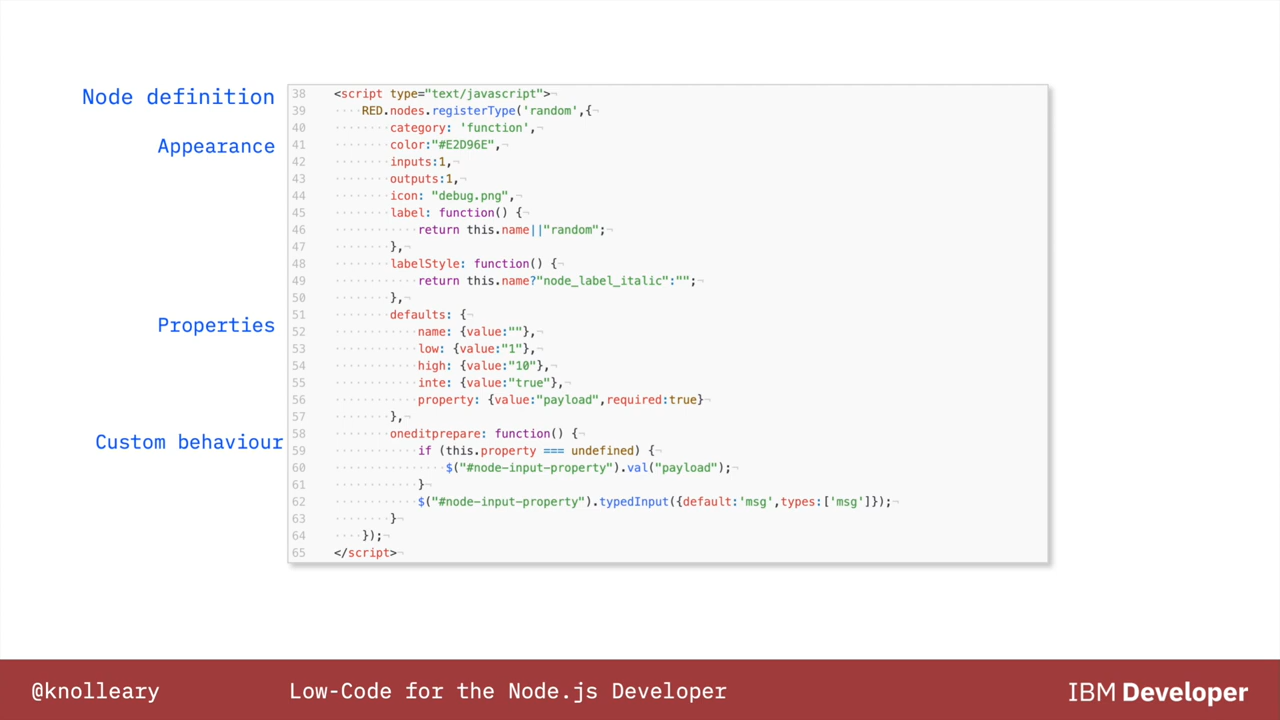 Node definition
Appearance
Properties
Custom behaviour
38 <script type="text/javascript">¬
39 ····RED.nodes.registerType('random',{¬
40 ········category: 'function',¬
41 ········color:"#E2D96E",¬
42 ········inputs:1,¬
43 ········outputs:1,¬
44 ········icon: "debug.png",¬
45 ········label: function() {¬
46 ············return this.name||"random";¬
47 ········},¬
48 ········labelStyle: function() {¬
49 ············return this.name?"node_label_italic":"";¬
50 ········},¬
51 ········defaults: {¬
52 ············name: {value:""},¬
53 ············low: {value:"1"},¬
54 ············high: {value:"10"},¬
55 ············inte: {value:"true"},¬
56 ············property: {value:"payload",required:true}¬
57 ········},¬
58 ········oneditprepare: function() {¬
59 ············if (this.property === undefined) {¬
60 ················$("#node-input-property").val("payload");¬
61 ············}¬
62 ············$("#node-input-property").typedInput({default:'msg',types:['msg']});¬
63 ········}¬
64 ····});¬
65 </script>¬
@knolleary
Low-Code for the Node.js Developer
IBM Developer